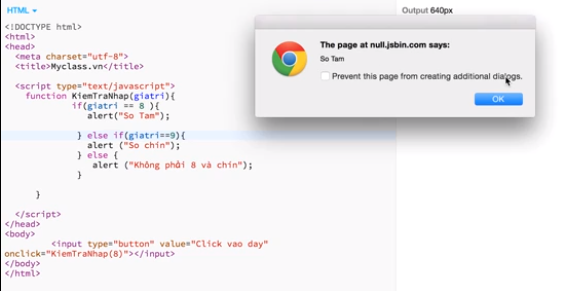 HTML
Output 640px
<!DOCTYPE html>
<html>
<head>
<meta charset="utf-8">
<title>Myclass.vn</title>
<script type="text/javascript">
function KiemTraNhap(giatri){
if(giatri == 8 ){
alert("So Tam");
} else if(giatri==9){
alert ("So chin");
} else {
alert ("Không phải 8 và chín");
}
}
</script>
</head>
<body>
<input type="button" value="Click vao day"
onclick="KiemTraNhap(8)"></input>
</body>
</html>
The page at null.jsbin.com says:
So Tam
Prevent this page from creating additional dialogs.
OK